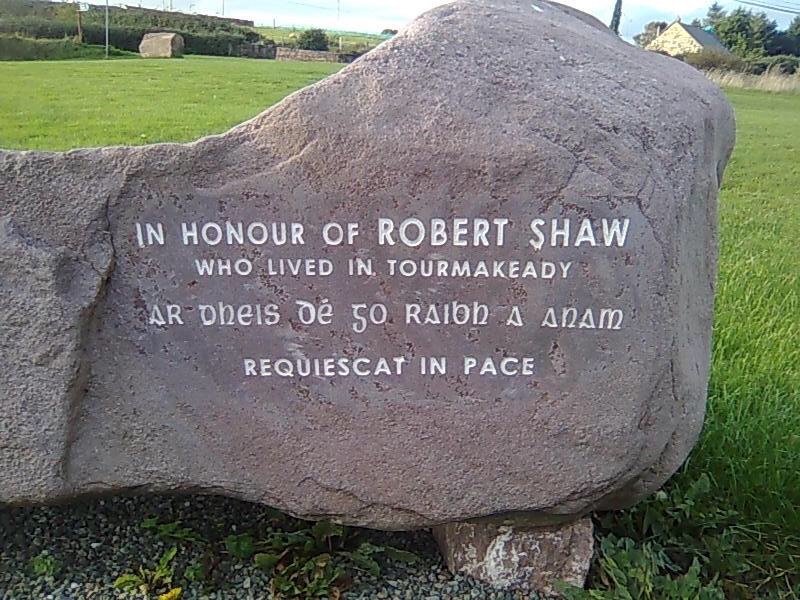 IN HONOUR OF ROBERT SHAW
WHO LIVED IN TOURMAKEADY
AR DHEIS DÉ GO RAIBH A ANAM
REQUIESCAT IN PACE